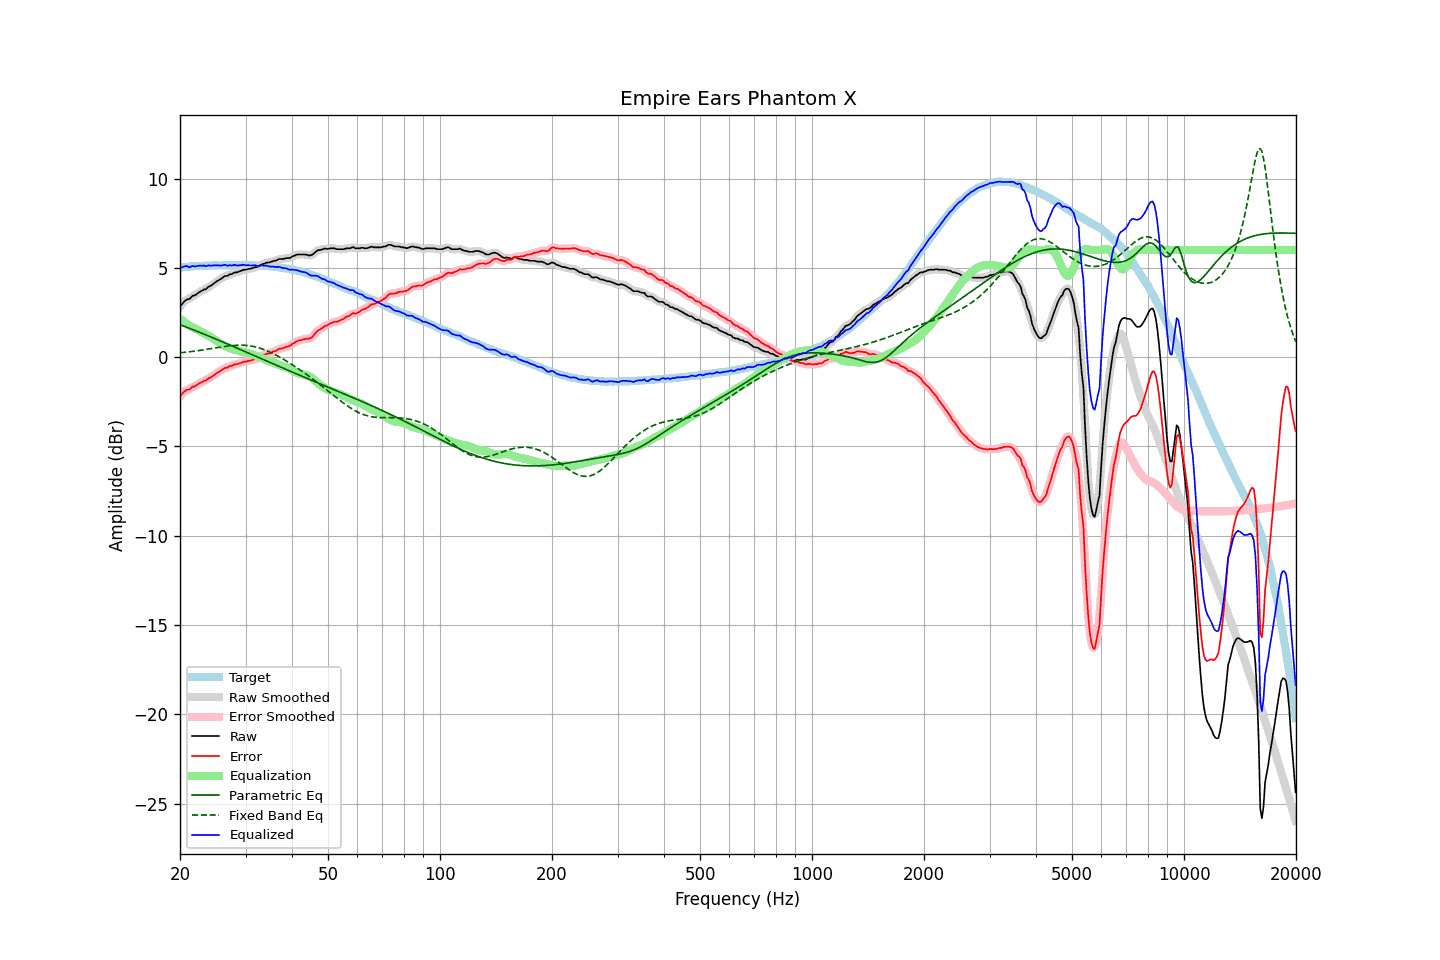 Empire Ears Phantom X
10
5
0
−5
−10
−15
−20
−25
Amplitude (dBr)
Target
Raw Smoothed
Error Smoothed
Raw
Error
Equalization
Parametric Eq
Fixed Band Eq
Equalized
20 50 100 200 500 1000 2000 5000 10000 20000
Frequency (Hz)